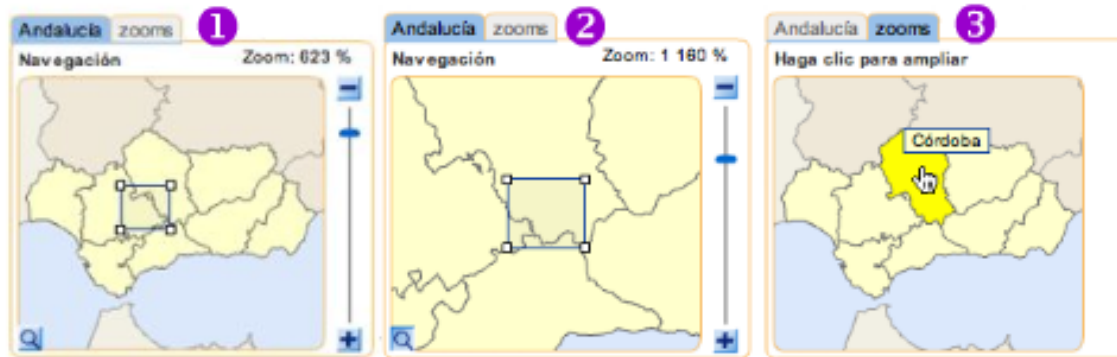 Andalucía zooms 1
Navegación Zoom: 623 %
Andalucía zooms 2
Navegación Zoom: 1 160 %
Andalucía zooms 3
Haga clic para ampliar
Córdoba